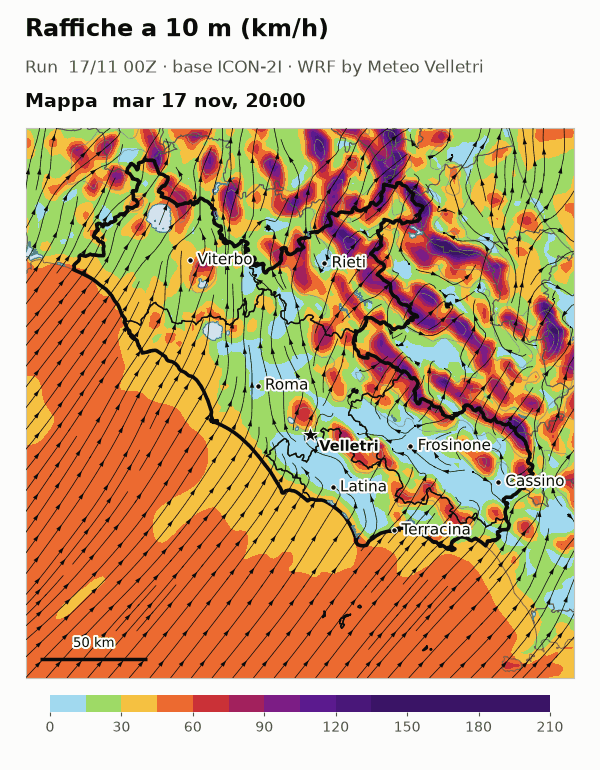 Raffiche a 10 m (km/h)
Run  17/11 00Z · base ICON-2I · WRF by Meteo Velletri
Mappa  mar 17 nov, 20:00
Viterbo
Rieti
Roma
Velletri
Frosinone
Cassino
Latina
Terracina
50 km
0 30 60 90 120 150 180 210